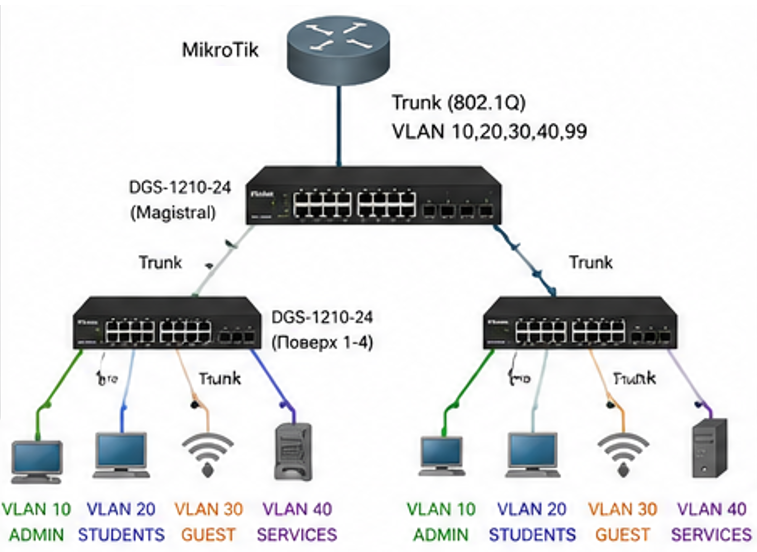 MikroTik
Trunk (802.1Q)
VLAN 10,20,30,40,99
DGS-1210-24
(Magistral)
Trunk
Trunk
DGS-1210-24
(Поверх 1-4)
VLAN 10
ADMIN
VLAN 20
STUDENTS
VLAN 30
GUEST
VLAN 40
SERVICES
VLAN 10
ADMIN
VLAN 20
STUDENTS
VLAN 30
GUEST
VLAN 40
SERVICES